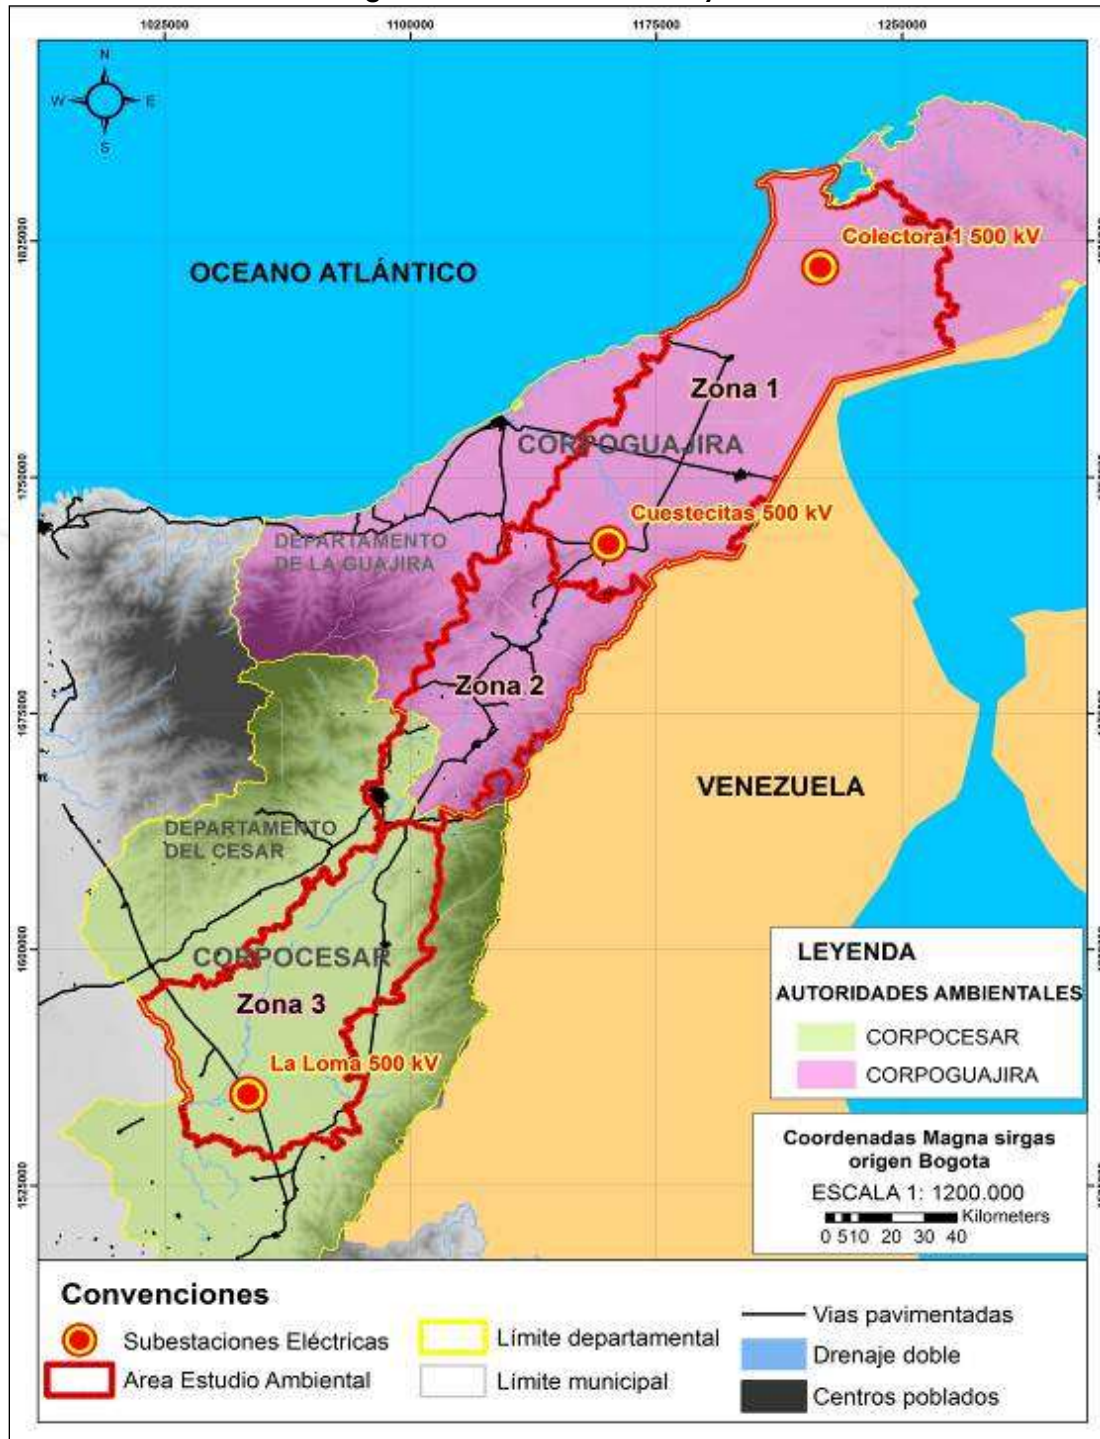 1025000 1100000 1175000 1250000
N
W E
S
1825000
OCEANO ATLÁNTICO
Colectora 1 500 kV
Zona 1
CORPOGUAJIRA
1750000
Cuestecitas 500 kV
DEPARTAMENTO
DE LA GUAJIRA
Zona 2
1675000
VENEZUELA
DEPARTAMENTO
DEL CESAR
1600000
CORPOCESAR
Zona 3
La Loma 500 kV
1525000
LEYENDA
AUTORIDADES AMBIENTALES
CORPOCESAR
CORPOGUAJIRA
Coordenadas Magna sirgas
origen Bogota
ESCALA 1: 1200.000
Kilometers
0 510 20 30 40
Convenciones
Subestaciones Eléctricas
Area Estudio Ambiental
Límite departamental
Límite municipal
Vias pavimentadas
Drenaje doble
Centros poblados